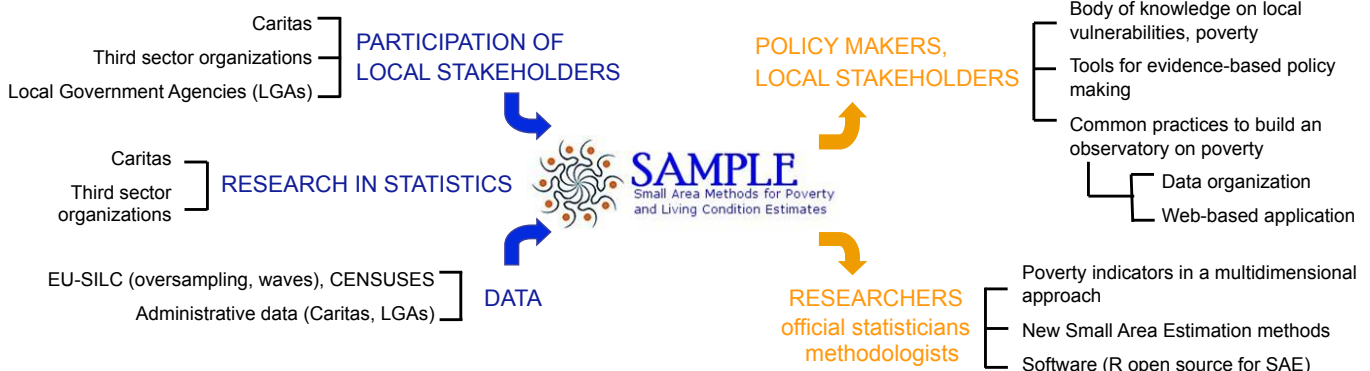 Caritas
Third sector organizations
Local Government Agencies (LGAs)
PARTICIPATION OF
LOCAL STAKEHOLDERS
Caritas
Third sector
organizations
RESEARCH IN STATISTICS
EU-SILC (oversampling, waves), CENSUSES
Administrative data (Caritas, LGAs)
DATA
SAMPLE
Small Area Methods for Poverty
and Living Condition Estimates
POLICY MAKERS,
LOCAL STAKEHOLDERS
Body of knowledge on local
vulnerabilities, poverty
Tools for evidence-based policy
making
Common practices to build an
observatory on poverty
Data organization
Web-based application
RESEARCHERS
official statisticians
methodologists
Poverty indicators in a multidimensional
approach
New Small Area Estimation methods
Software (R open source for SAE)